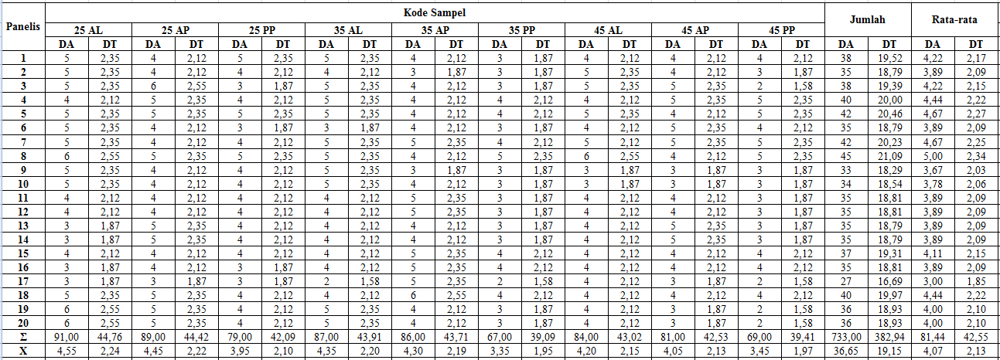 Panelis Kode Sampel Jumlah Rata-rata
25 AL 25 AP 25 PP 35 AL 35 AP 35 PP 45 AL 45 AP 45 PP
DA DT DA DT DA DT DA DT DA DT DA DT DA DT DA DT DA DT DA DT DA DT
1 5 2,35 4 2,12 5 2,35 5 2,35 4 2,12 3 1,87 4 2,12 4 2,12 4 2,12 38 19,52 4,22 2,17
2 5 2,35 4 2,12 4 2,12 4 2,12 3 1,87 3 1,87 5 2,35 4 2,12 3 1,87 35 18,79 3,89 2,09
3 5 2,35 6 2,55 3 1,87 5 2,35 4 2,12 3 1,87 5 2,35 5 2,35 2 1,58 38 19,39 4,22 2,15
4 4 2,12 5 2,35 4 2,12 5 2,35 4 2,12 4 2,12 4 2,12 5 2,35 5 2,35 40 20,00 4,44 2,22
5 5 2,35 5 2,35 5 2,35 5 2,35 4 2,12 4 2,12 5 2,35 4 2,12 5 2,35 42 20,46 4,67 2,27
6 5 2,35 4 2,12 3 1,87 3 1,87 4 2,12 3 1,87 4 2,12 5 2,35 4 2,12 35 18,79 3,89 2,09
7 5 2,35 4 2,12 4 2,12 5 2,35 5 2,35 4 2,12 5 2,12 5 2,35 5 2,35 42 20,23 4,67 2,25
8 6 2,55 5 2,35 5 2,35 5 2,35 4 2,12 5 2,35 6 2,55 4 2,12 5 2,35 45 21,09 5,00 2,34
9 5 2,35 4 2,12 4 2,12 5 2,35 3 1,87 3 1,87 3 1,87 3 1,87 3 1,87 33 18,29 3,67 2,03
10 5 2,35 4 2,12 4 2,12 5 2,35 4 2,12 3 1,87 3 1,87 3 1,87 3 1,87 34 18,54 3,78 2,06
11 4 2,12 4 2,12 4 2,12 4 2,12 5 2,35 3 1,87 4 2,12 4 2,12 3 1,87 35 18,81 3,89 2,09
12 4 2,12 4 2,12 4 2,12 4 2,12 5 2,35 3 1,87 4 2,12 4 2,12 3 1,87 35 18,81 3,89 2,09
13 3 1,87 5 2,35 4 2,12 4 2,12 4 2,12 3 1,87 4 2,12 5 2,35 3 1,87 35 18,79 3,89 2,09
14 3 1,87 5 2,35 4 2,12 4 2,12 4 2,12 3 1,87 4 2,12 5 2,35 3 1,87 35 18,79 3,89 2,09
15 4 2,12 4 2,12 4 2,12 4 2,12 5 2,35 4 2,12 4 2,12 4 2,12 4 2,12 37 19,31 4,11 2,15
16 3 1,87 4 2,12 3 1,87 4 2,12 5 2,35 4 2,12 4 2,12 4 2,12 4 2,12 35 18,81 3,89 2,09
17 3 1,87 3 1,87 3 1,87 2 1,58 4 2,35 2 1,58 4 2,12 3 1,87 2 1,58 27 16,69 3,00 1,85
18 5 2,35 5 2,35 4 2,12 4 2,12 6 2,55 4 2,12 4 2,12 4 2,12 4 2,12 40 19,97 4,44 2,22
19 6 2,55 5 2,35 4 2,12 5 2,35 4 2,12 3 1,87 4 2,12 3 1,87 2 1,58 36 18,93 4,00 2,10
20 6 2,55 5 2,35 4 2,12 5 2,35 4 2,12 3 1,87 4 2,12 3 1,87 2 1,58 36 18,93 4,00 2,10
Σ 91,00 44,76 89,00 44,42 79,00 42,09 87,00 43,91 86,00 43,71 67,00 39,09 84,00 43,02 81,00 42,53 69,00 39,41 733,00 382,94 81,44 42,55
X 4,55 2,24 4,45 2,22 3,95 2,10 4,35 2,20 4,30 2,19 3,35 1,95 4,20 2,15 4,05 2,13 3,45 1,97 36,65 19,15 4,07 2,13